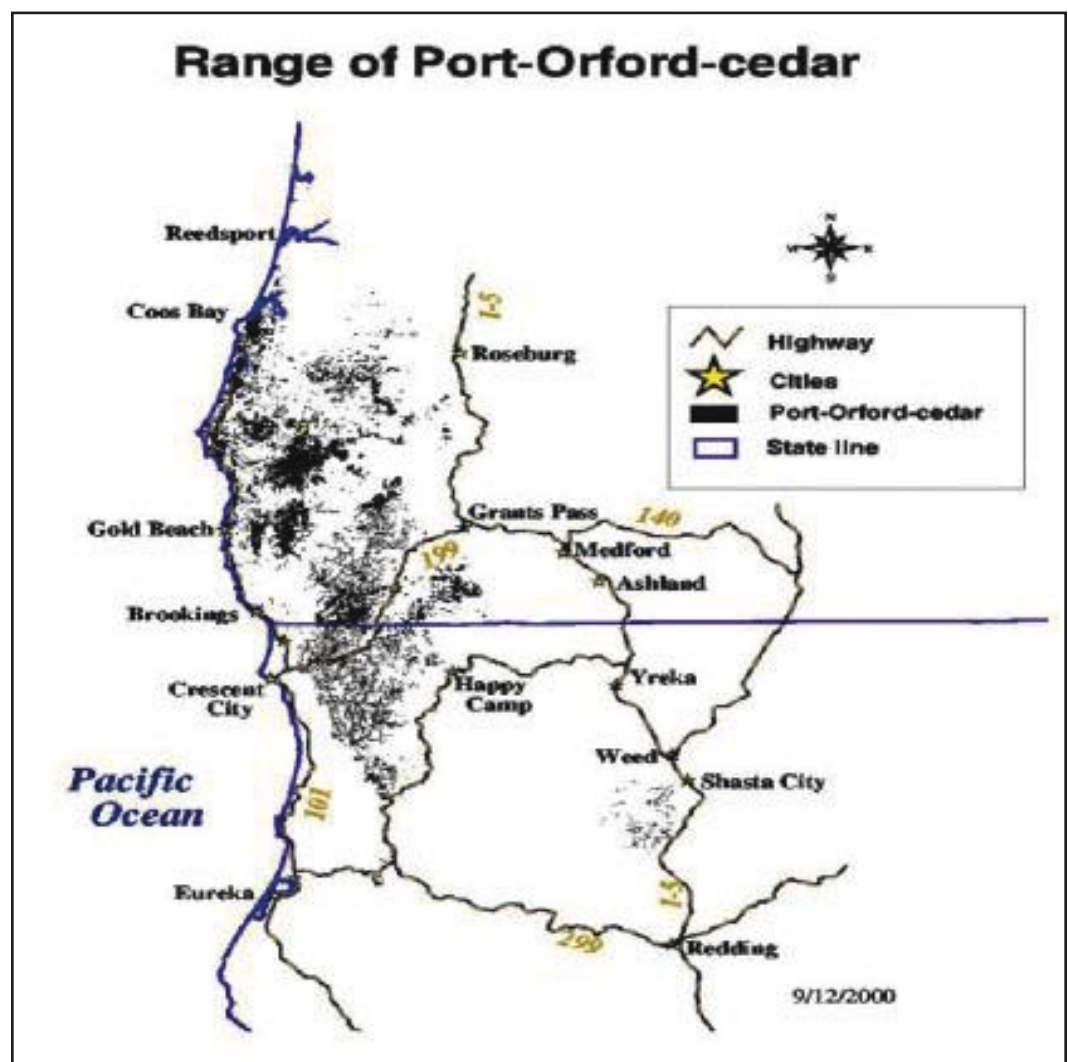 Range of Port-Orford-cedar
Reedsport
N
W
S
Coos Bay
I-5
Roseburg
Highway
Cities
Port-Orford-cedar
State line
Gold Beach
Grants Pass
140
199
Medford
Ashland
Brookings
Crescent
City
Happy
Camp
Yreka
Weed
Shasta City
Pacific
Ocean
101
Eureka
I-5
299
Redding
9/12/2000